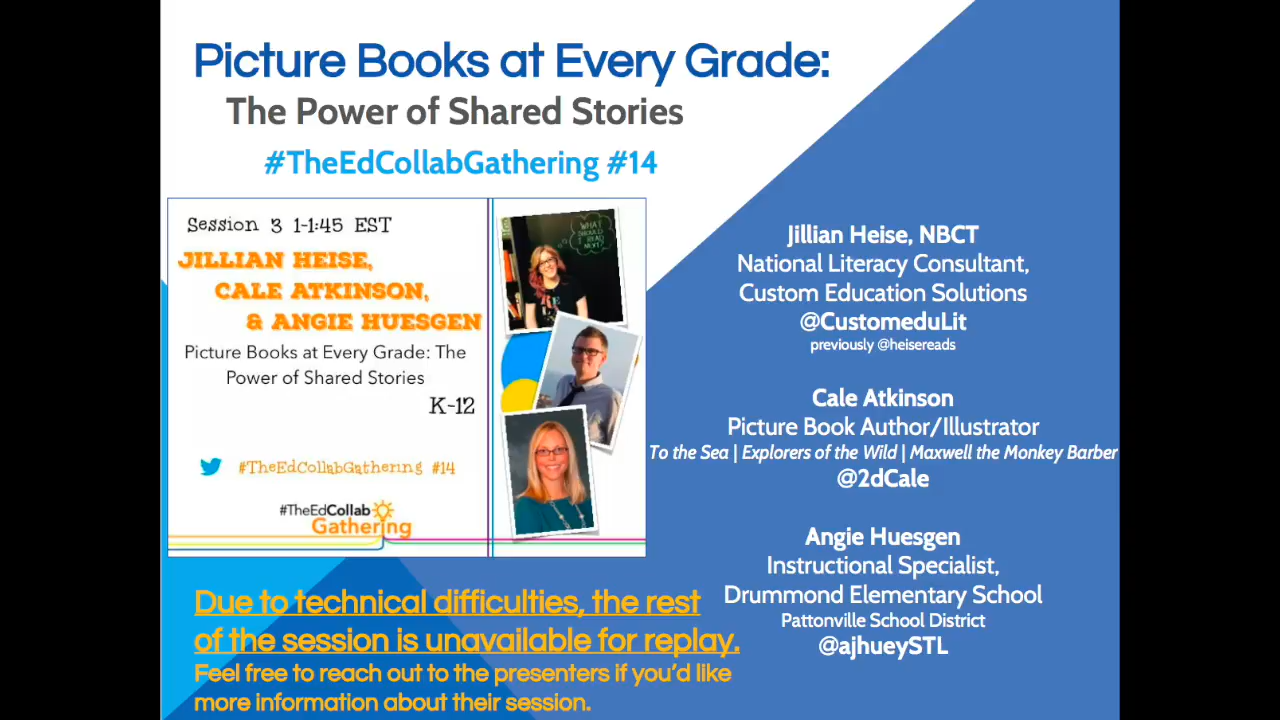 Picture Books at Every Grade:
The Power of Shared Stories
#TheEdCollabGathering #14
Session 3 1-1:45 EST
JILLIAN HEISE,
CALE ATKINSON,
& ANGIE HUESGEN
Picture Books at Every Grade: The
Power of Shared Stories
K-12
#TheEdCollabGathering #14
#TheEdCollab
Gathering
WHAT
SHOULD
I READ
NEXT?
Jillian Heise, NBCT
National Literacy Consultant,
Custom Education Solutions
@CustomeduLit
previously @heisereads
Cale Atkinson
Picture Book Author/Illustrator
To the Sea | Explorers of the Wild | Maxwell the Monkey Barber
@2dCale
Angie Huesgen
Instructional Specialist,
Drummond Elementary School
Pattonville School District
@ajhueySTL
Due to technical difficulties, the rest
of the session is unavailable for replay.
Feel free to reach out to the presenters if you'd like
more information about their session.